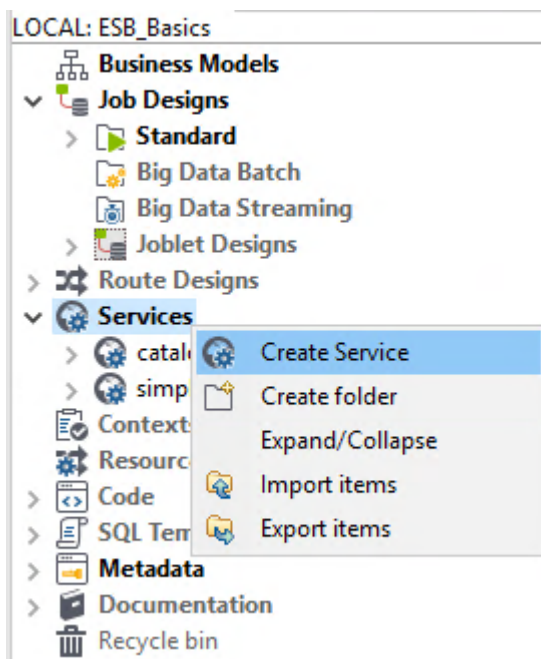 LOCAL: ESB_Basics
Business Models
Job Designs
Standard
Big Data Batch
Big Data Streaming
Joblet Designs
Route Designs
Services
Create Service
Create folder
Expand/Collapse
Import items
Export items
Code
SQL
Metadata
Documentation
Recycle bin